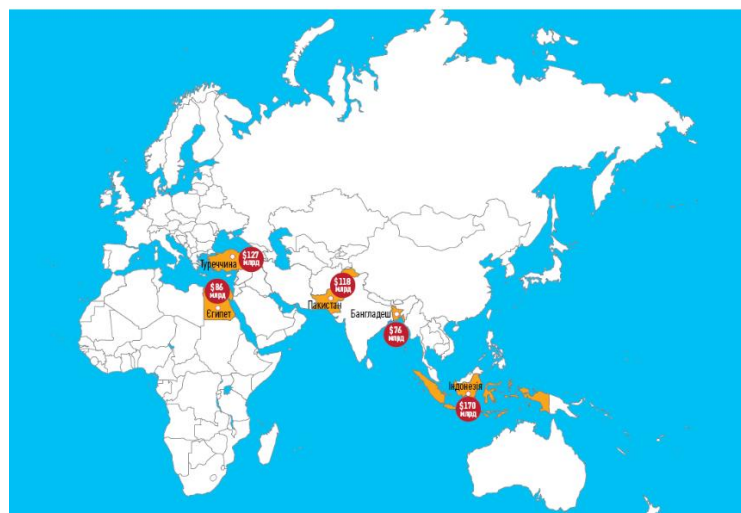 Туреччина
$127
млрд
$86
млрд
Єгипет
$118
млрд
Пакистан
Бангладеш
$76
млрд
Індонезія
$170
млрд